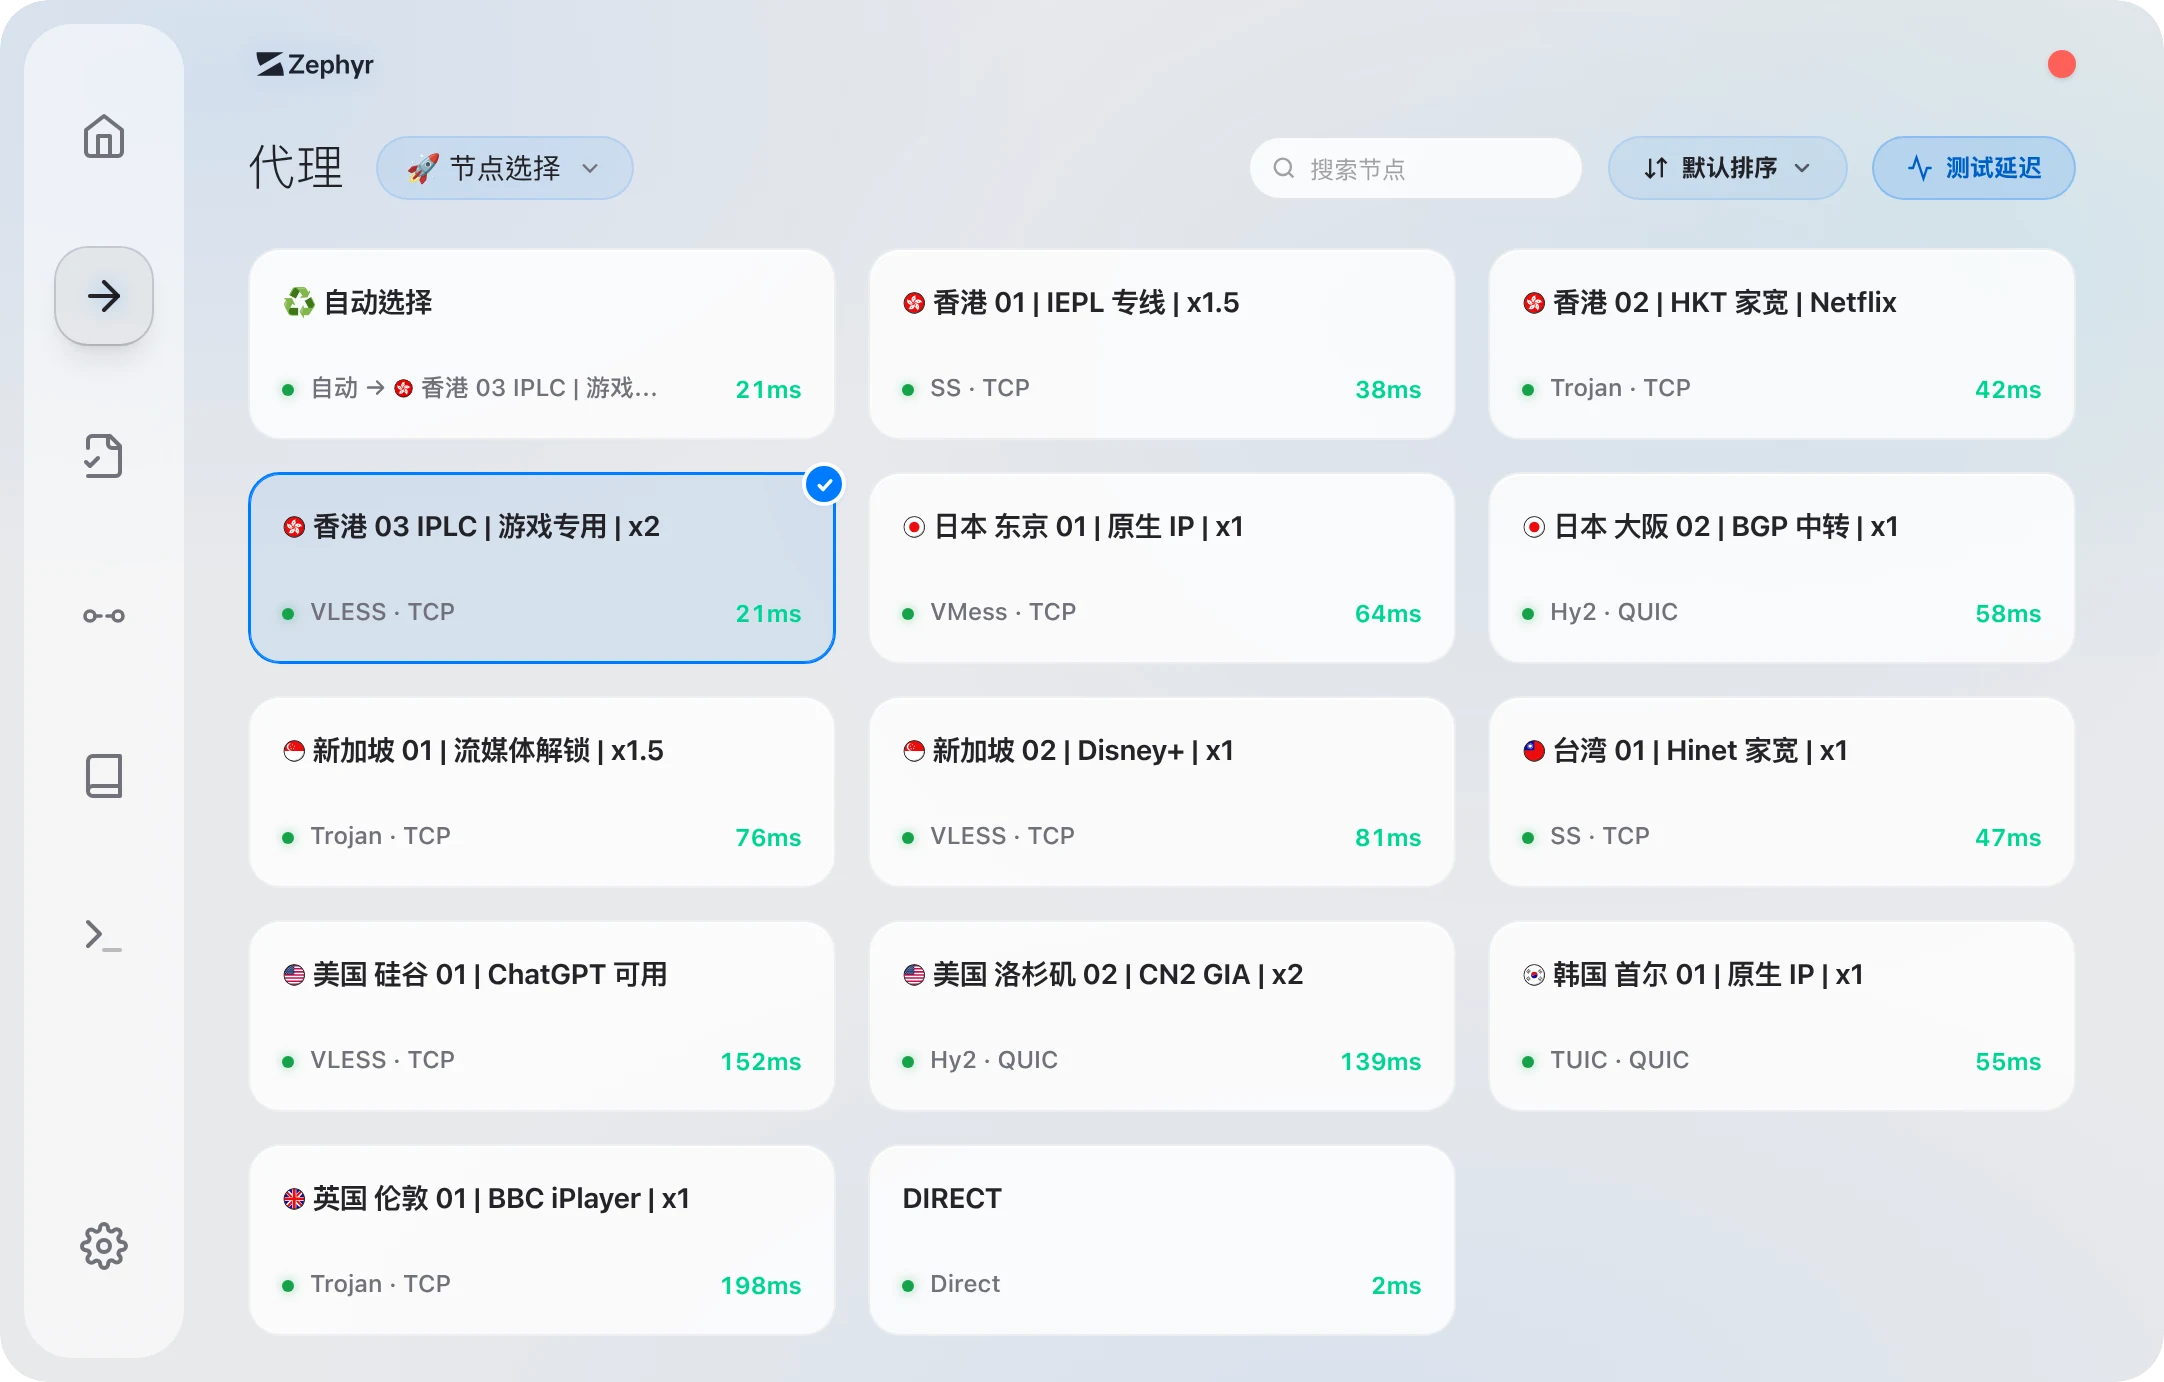 Zephyr
代理
🚀 节点选择
搜索节点
默认排序
测试延迟
♻️ 自动选择
自动 → 🇭🇰 香港 03 IPLC | 游戏...
21ms
🇭🇰 香港 01 | IEPL 专线 | x1.5
SS · TCP
38ms
🇭🇰 香港 02 | HKT 家宽 | Netflix
Trojan · TCP
42ms
🇭🇰 香港 03 IPLC | 游戏专用 | x2
VLESS · TCP
21ms
🇯🇵 日本 东京 01 | 原生 IP | x1
VMess · TCP
64ms
🇯🇵 日本 大阪 02 | BGP 中转 | x1
Hy2 · QUIC
58ms
🇸🇬 新加坡 01 | 流媒体解锁 | x1.5
Trojan · TCP
76ms
🇸🇬 新加坡 02 | Disney+ | x1
VLESS · TCP
81ms
🇹🇼 台湾 01 | Hinet 家宽 | x1
SS · TCP
47ms
🇺🇸 美国 硅谷 01 | ChatGPT 可用
VLESS · TCP
152ms
🇺🇸 美国 洛杉矶 02 | CN2 GIA | x2
Hy2 · QUIC
139ms
🇰🇷 韩国 首尔 01 | 原生 IP | x1
TUIC · QUIC
55ms
🇬🇧 英国 伦敦 01 | BBC iPlayer | x1
Trojan · TCP
198ms
DIRECT
Direct
2ms